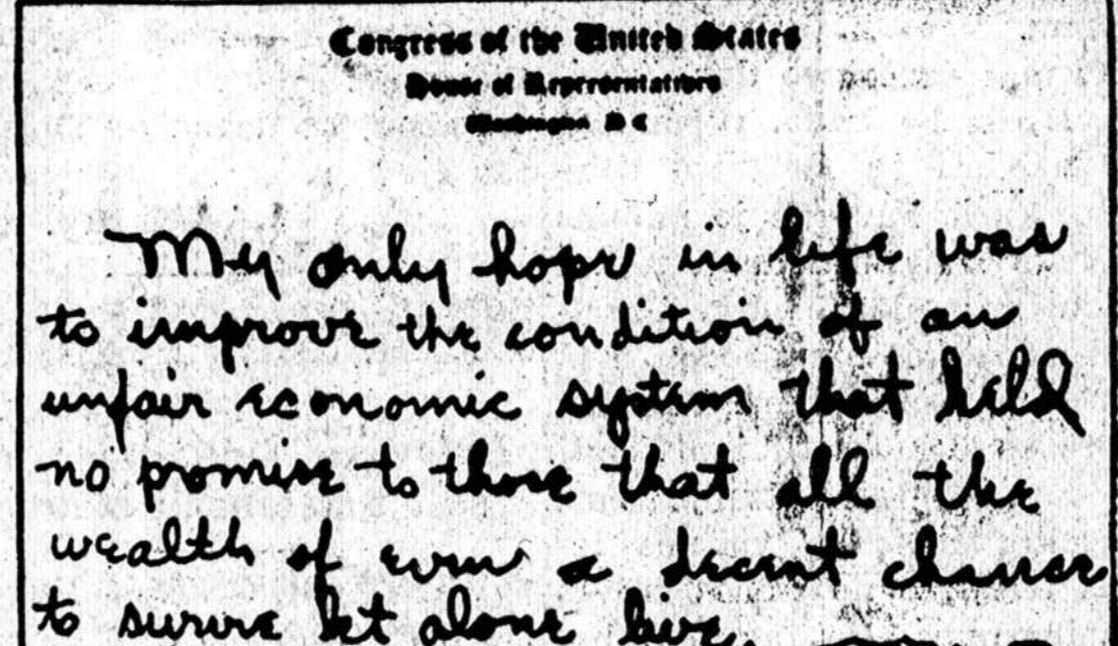 Congress of the United States
House of Representatives
Washington D C
My only hope in life was
to improve the condition of an
unfair economic system that held
no promise to those that all the
wealth of even a decent chance
to survive let alone live.